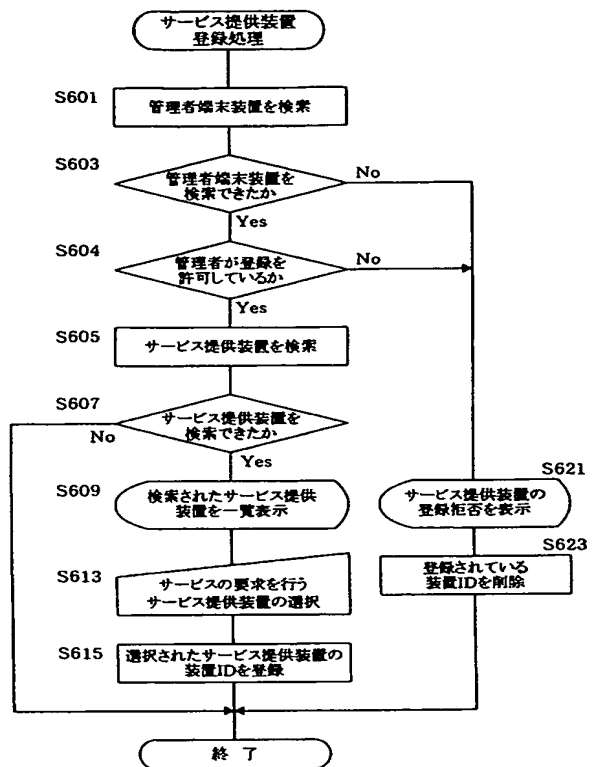 サービス提供装置
登録処理
S601
管理者端末装置を検索
S603
管理者端末装置を
検索できたか
No
Yes
S604
管理者が登録を
許可しているか
No
Yes
S605
サービス提供装置を検索
S607
サービス提供装置を
検索できたか
No
Yes
S609
検索されたサービス提供
装置を一覧表示
S621
サービス提供装置の
登録拒否を表示
S613
サービスの要求を行う
サービス提供装置の選択
S623
登録されている
装置IDを削除
S615
選択されたサービス提供装置の
装置IDを登録
終 了